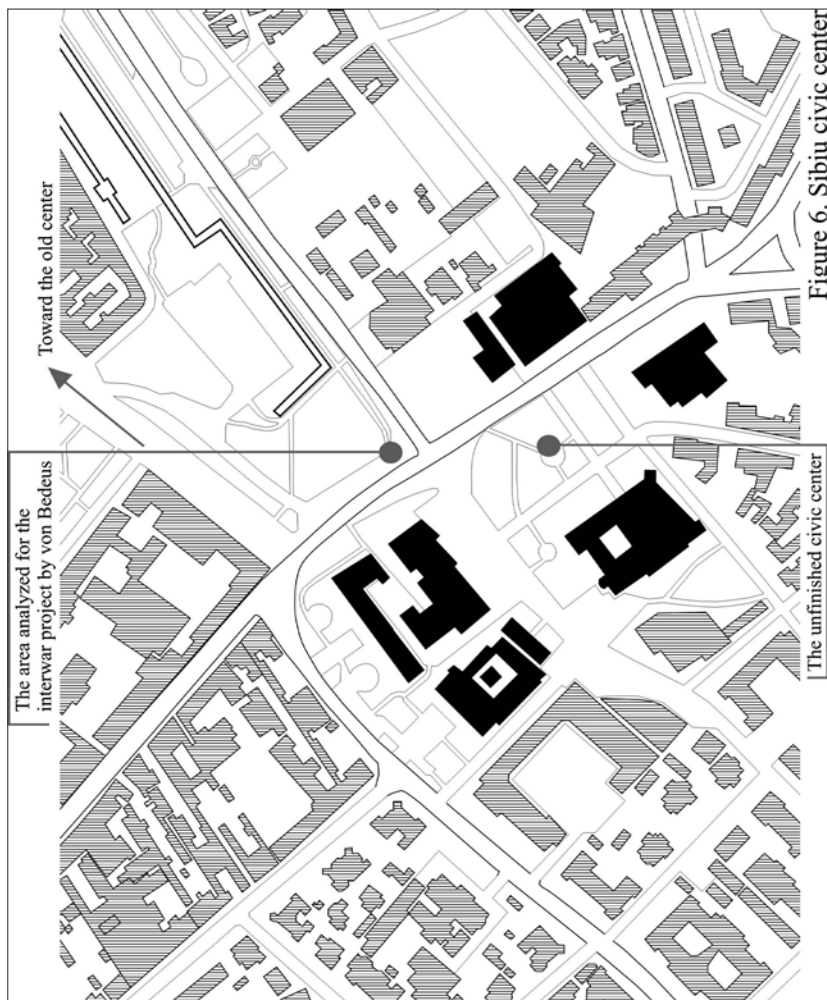 Toward the old center
The area analyzed for the
interwar project by von Bedeus
The unfinished civic center
Figure 6. Sibiu civic center